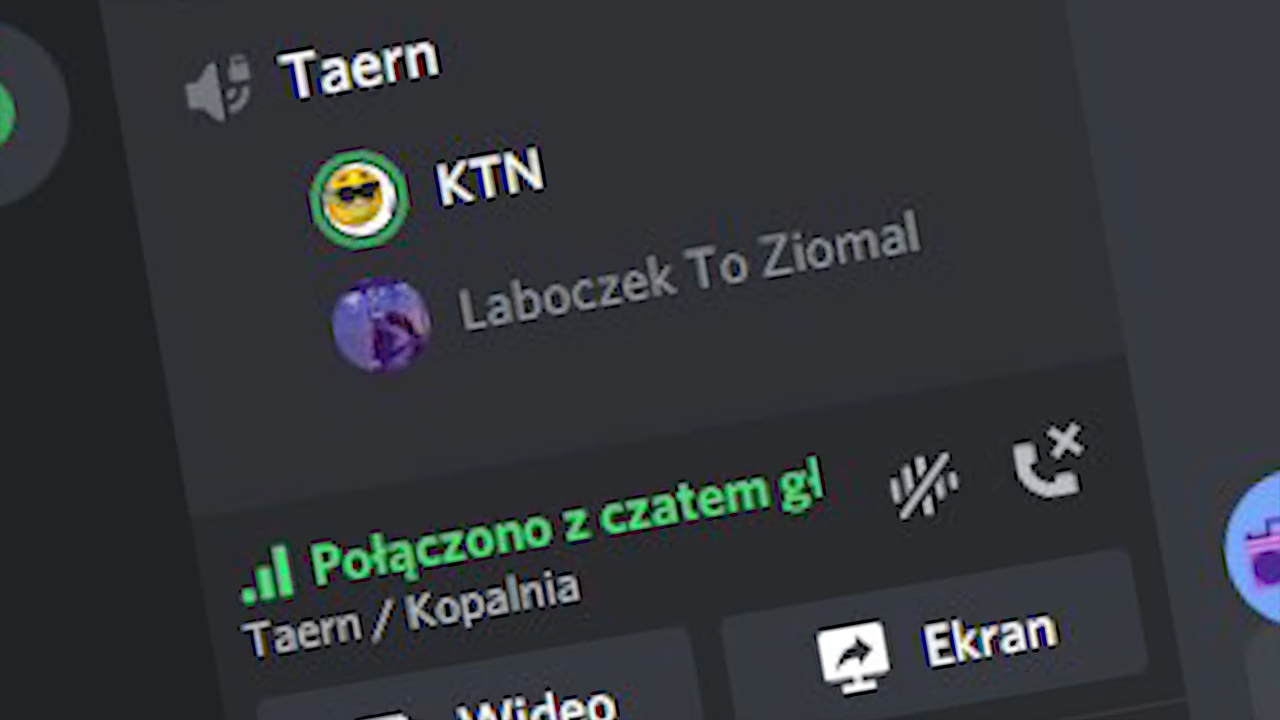 Taern
KTN
Laboczek To Ziomal
Połączono z czatem gł
Taern / Kopalnia
Ekran
Wideo